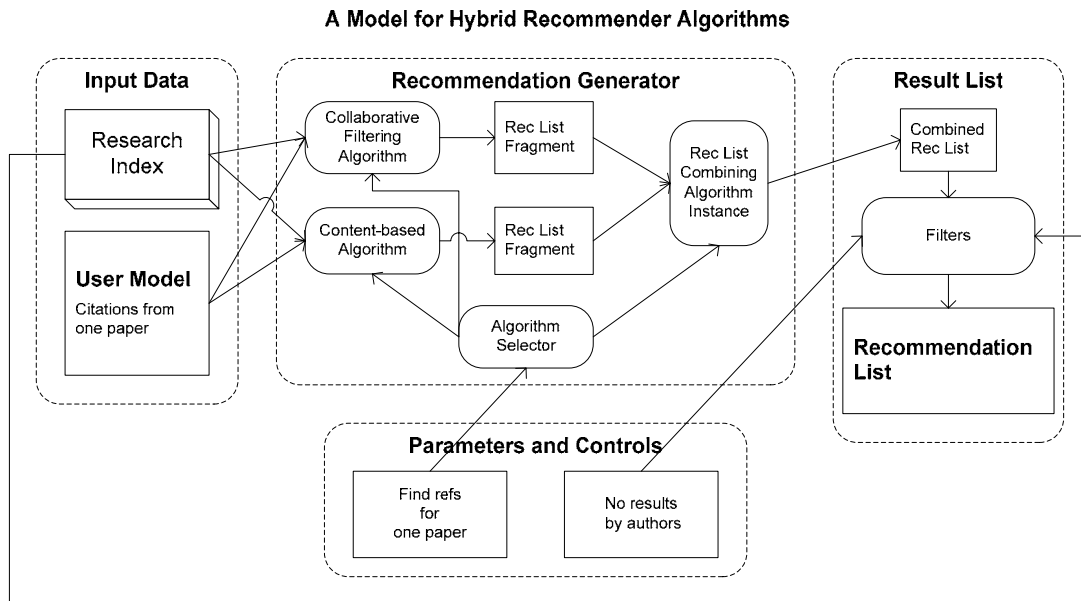 A Model for Hybrid Recommender Algorithms
Input Data
Research
Index
User Model
Citations from
one paper
Recommendation Generator
Collaborative
Filtering
Algorithm
Rec List
Fragment
Content-based
Algorithm
Rec List
Fragment
Rec List
Combining
Algorithm
Instance
Algorithm
Selector
Result List
Combined
Rec List
Filters
Recommendation
List
Parameters and Controls
Find refs
for
one paper
No results
by authors